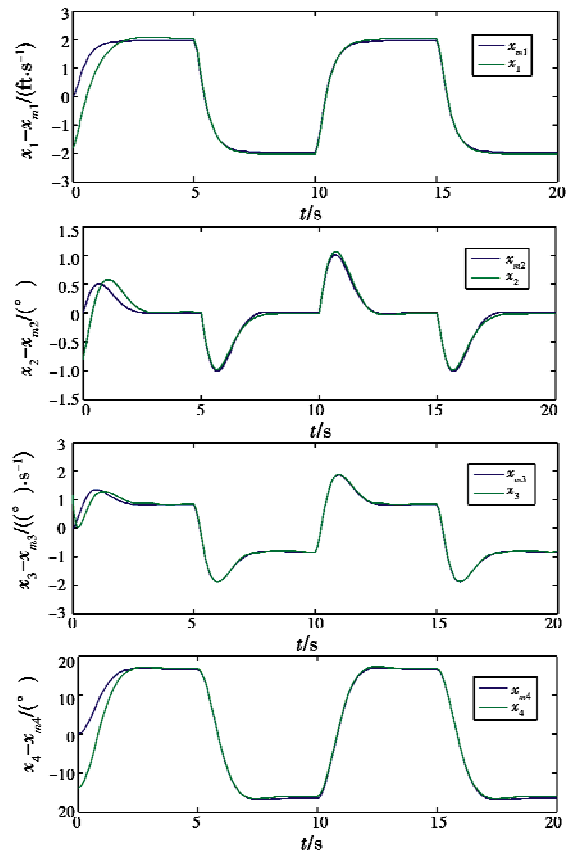 3
2
1
0
−1
−2
−3
0 5 10 15 20
t/s
x₁−xₘ₁/(ft·s⁻¹)
xₘ₁
x₁
1.5
1.0
0.5
0
−0.5
−1.0
−1.5
0 5 10 15 20
t/s
x₂−xₘ₂/(°)
xₘ₂
x₂
3
2
1
0
−1
−2
−3
0 5 10 15 20
t/s
x₃−xₘ₃/((°)·s⁻¹)
xₘ₃
x₃
20
10
0
−10
20
0 5 10 15 20
t/s
x₄−xₘ₄/(°)
xₘ₄
x₄